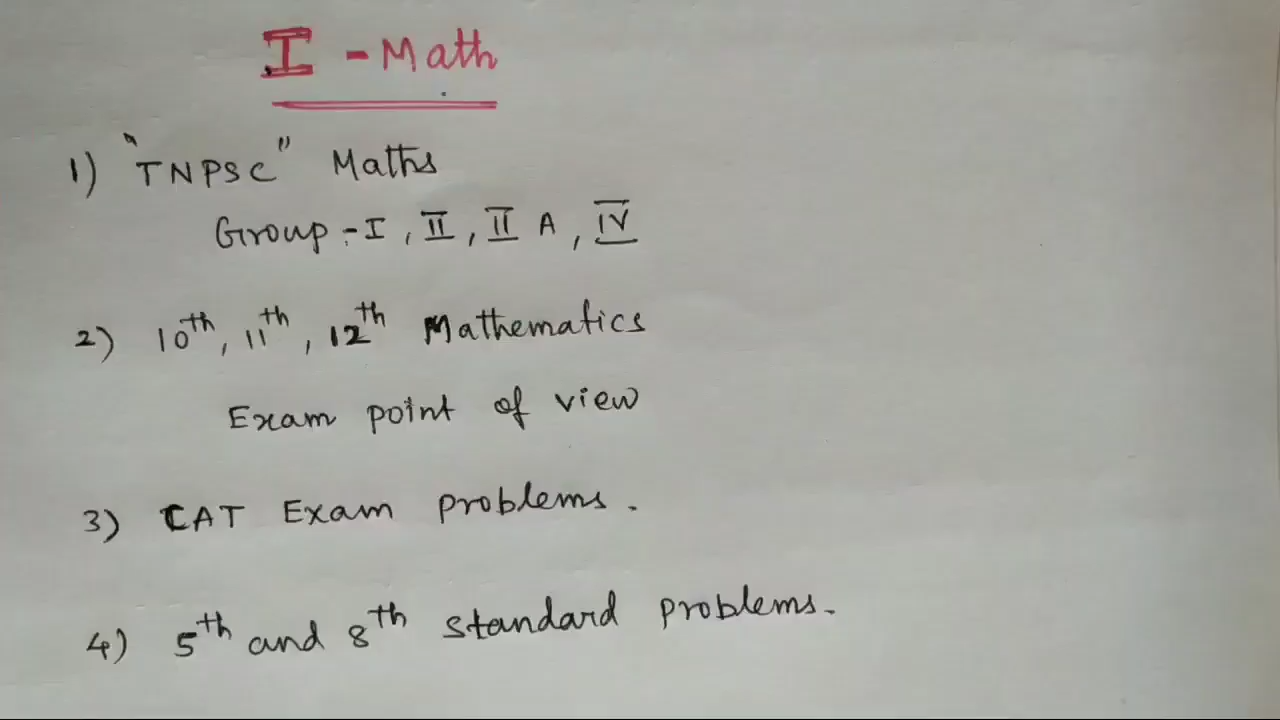 I - Math
1) "TNPSC" Maths
Group :- I, II, II A, IV
2) 10th, 11th, 12th Mathematics
Exam point of view
3) CAT Exam problems.
4) 5th and 8th standard problems.